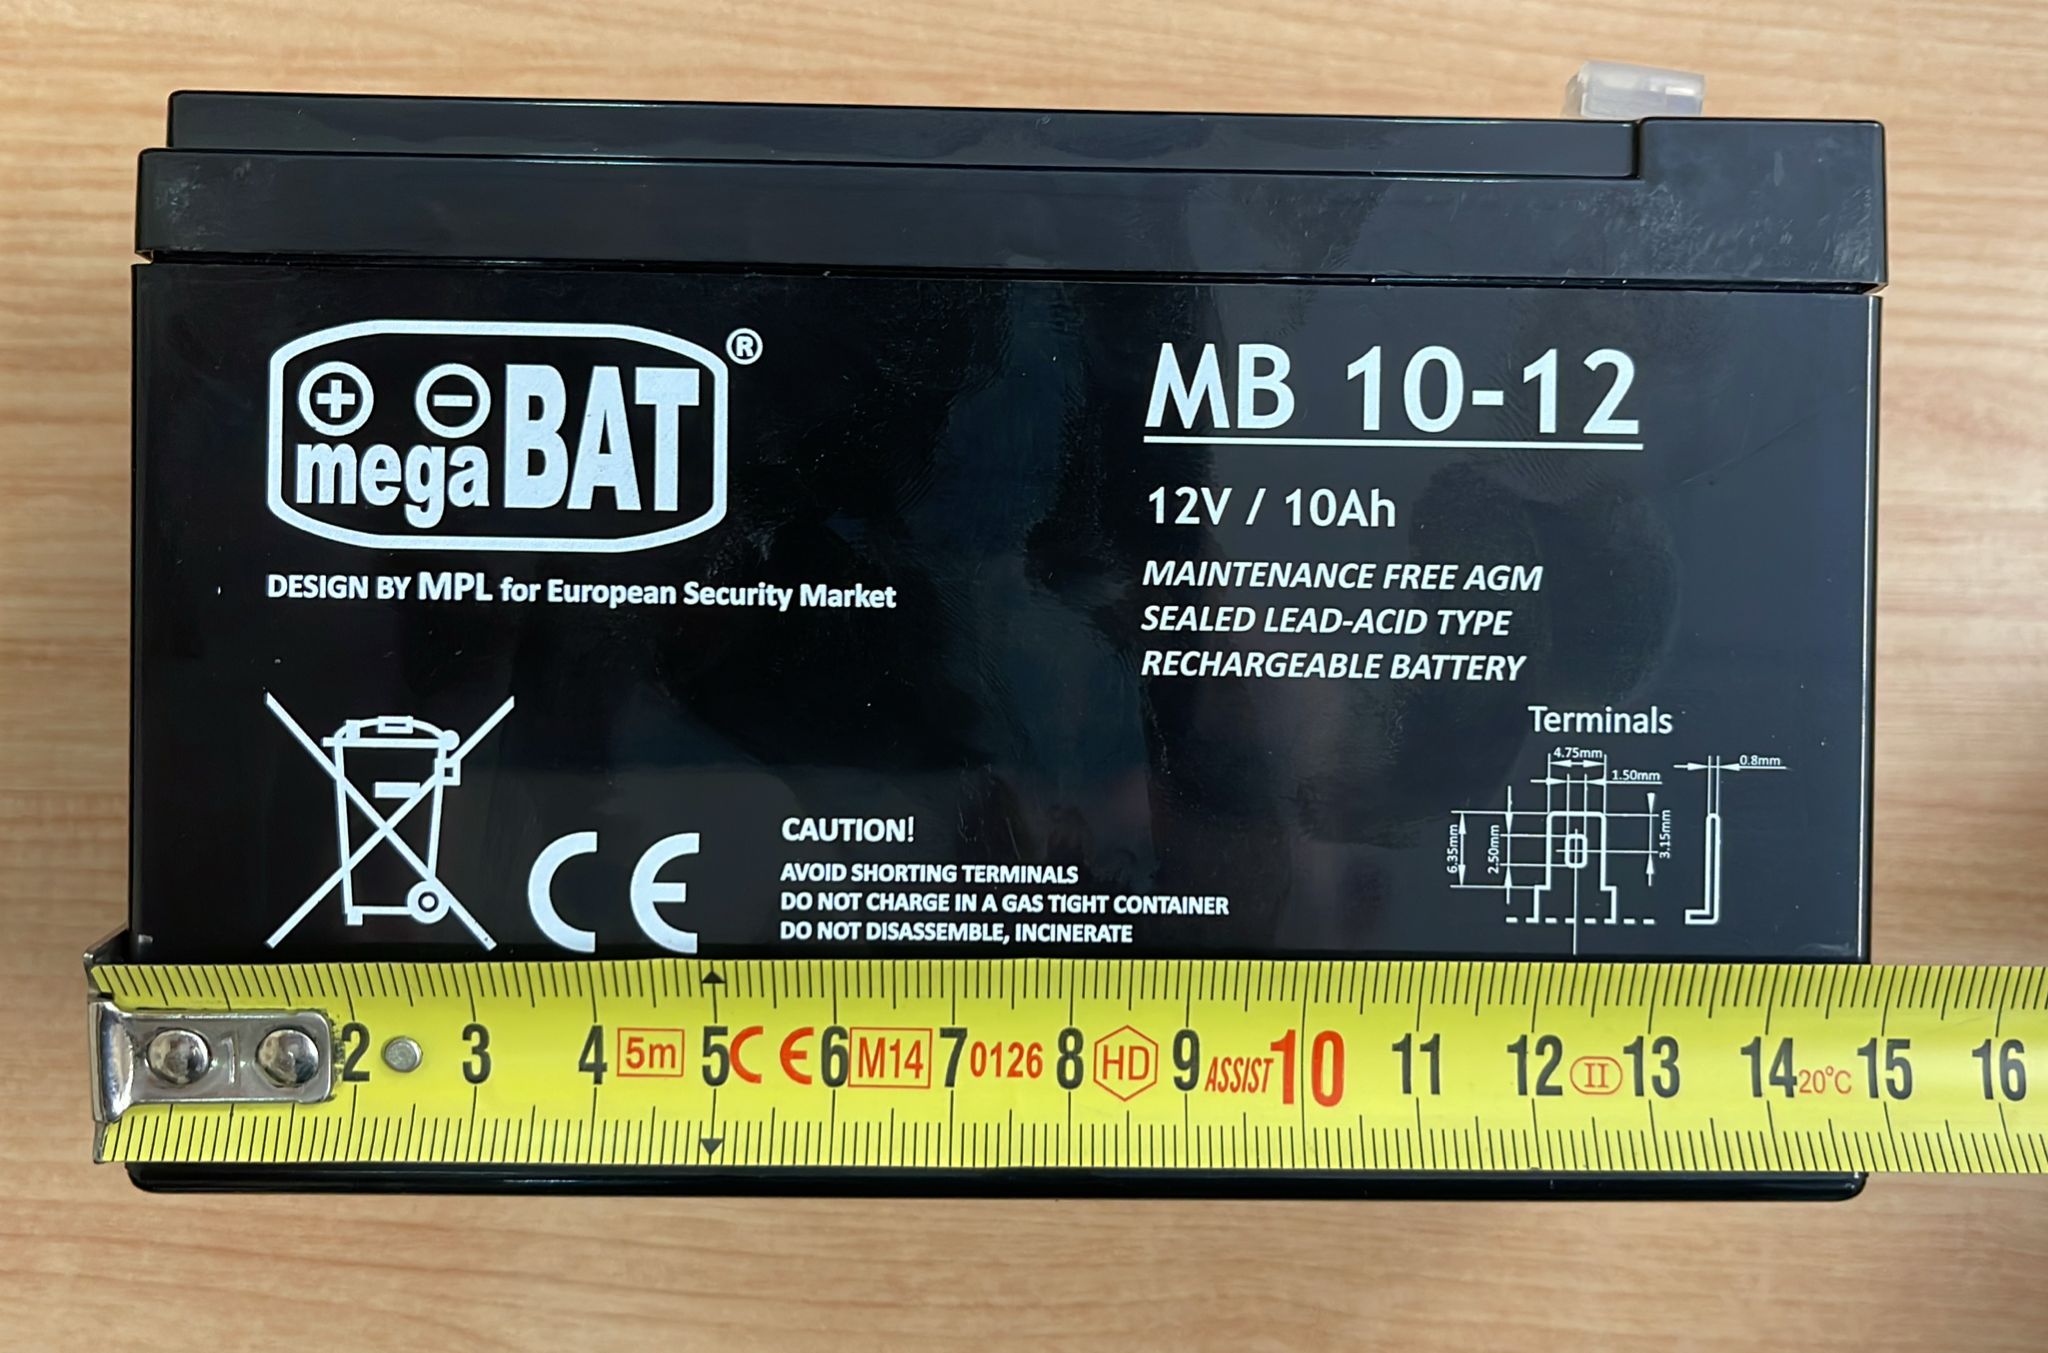 megaBAT®
MB 10-12
12V / 10Ah
DESIGN BY MPL for European Security Market
MAINTENANCE FREE AGM
SEALED LEAD-ACID TYPE
RECHARGEABLE BATTERY
Terminals
4.75mm
0.8mm
1.50mm
6.35mm
2.50mm
3.15mm
CE
CAUTION!
AVOID SHORTING TERMINALS
DO NOT CHARGE IN A GAS TIGHT CONTAINER
DO NOT DISASSEMBLE, INCINERATE
1 2 3 4 5m 5 CE 6 M14 7 0126 8 HD 9 ASSIST 10 11 12 II 13 14 20°C 15 16